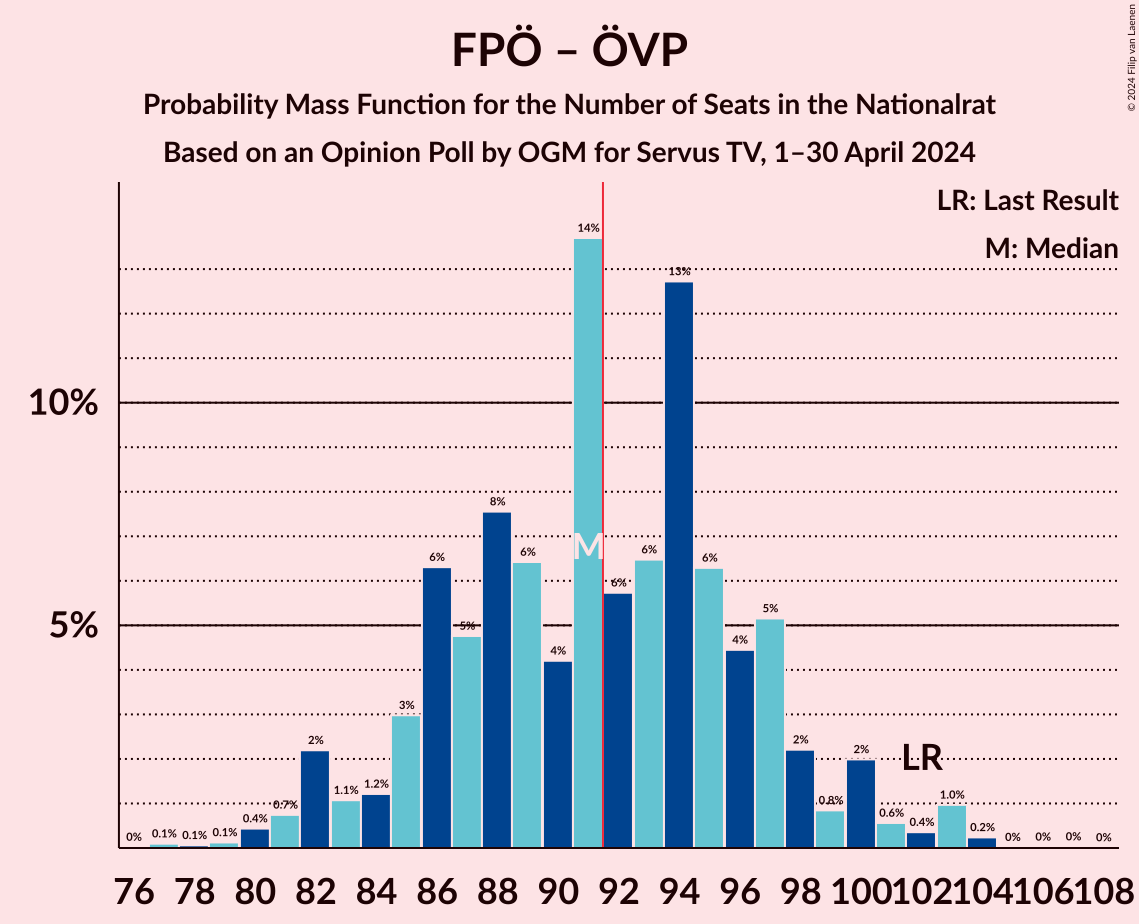 FPÖ – ÖVP
Probability Mass Function for the Number of Seats in the Nationalrat
Based on an Opinion Poll by OGM for Servus TV, 1–30 April 2024
© 2024 Filip van Laenen
LR: Last Result
M: Median
10%
5%
0% 0.1% 0.1% 0.1% 0.4% 0.7% 2% 1.1% 1.2% 3% 6% 5% 8% 6% 4% 14% 6% 6% 13% 6% 4% 5% 2% 0.8% 2% 0.6% 0.4% 1.0% 0.2% 0% 0% 0% 0%
M
LR
76 78 80 82 84 86 88 90 92 94 96 98 100 102 104 106 108